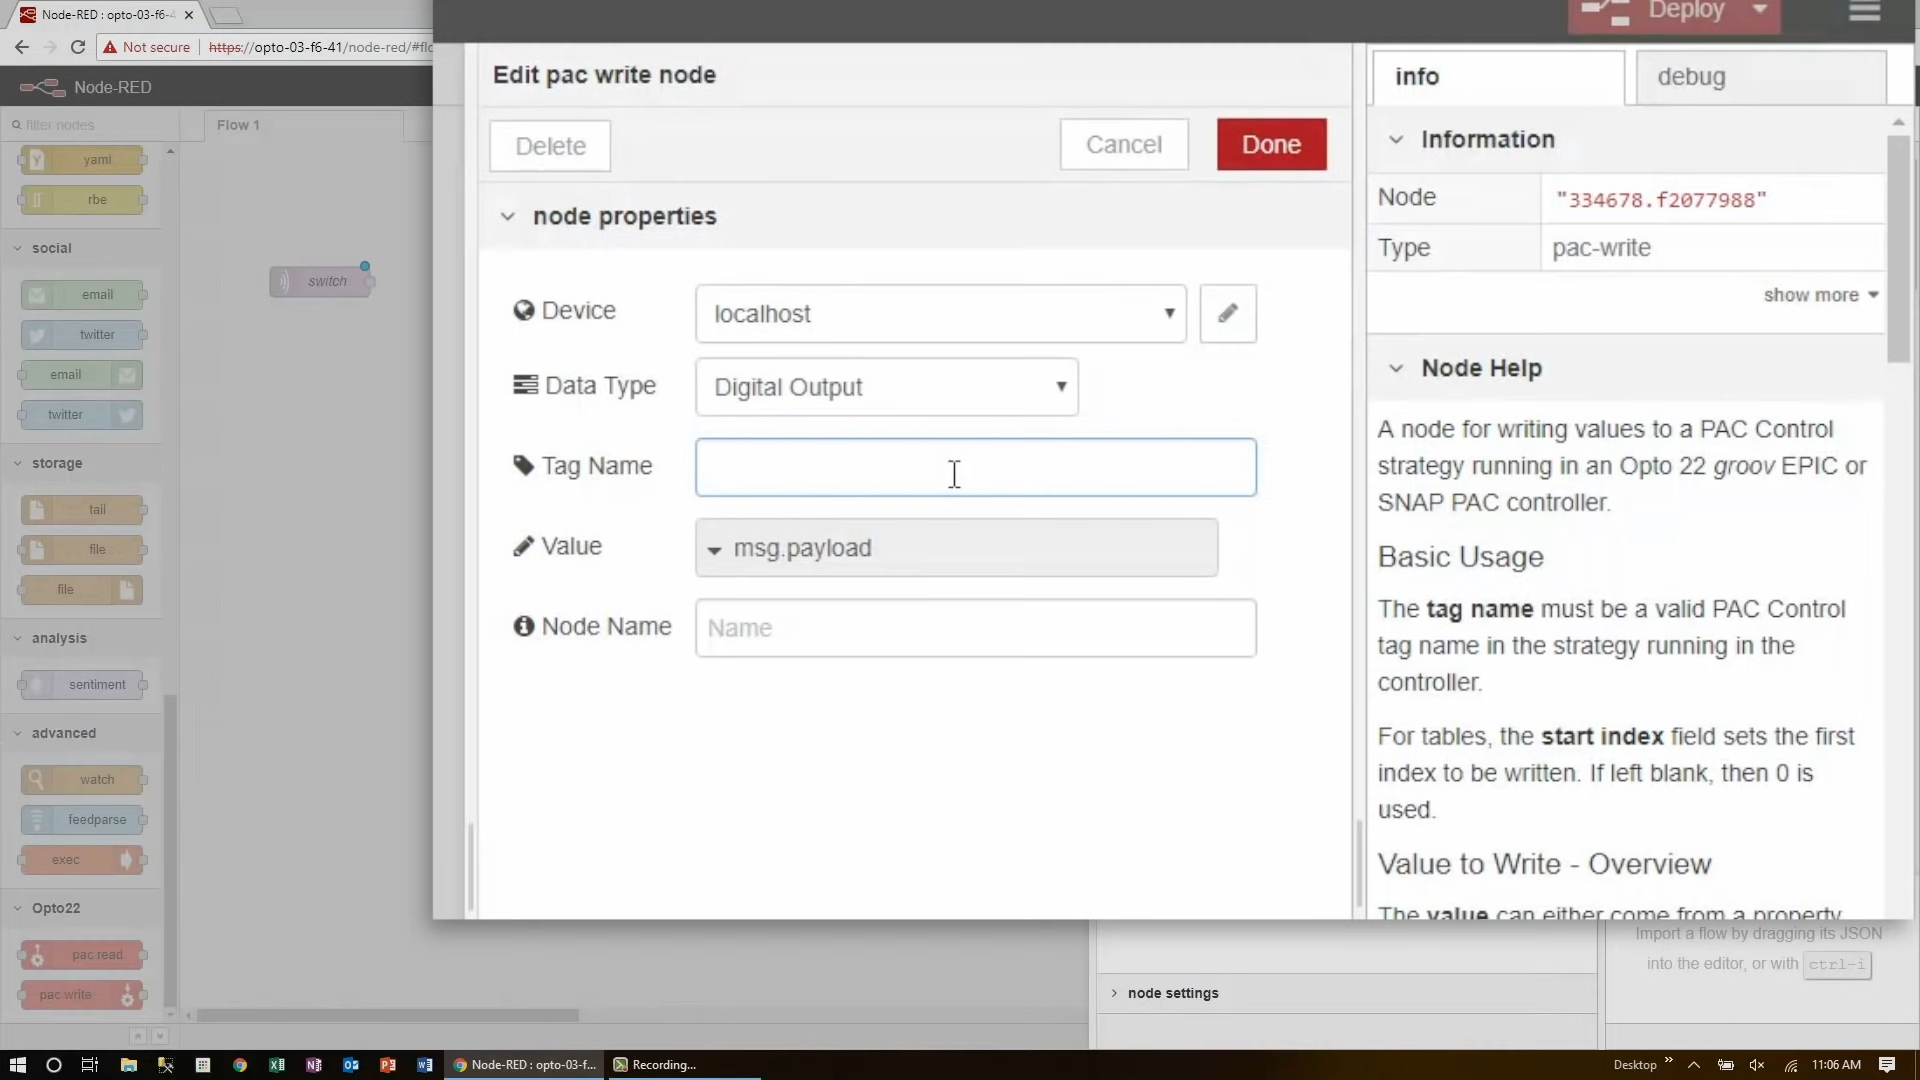 Node-RED : opto-03-f6-4
Not secure
https://opto-03-f6-41/node-red/#flo
Node-RED
Deploy
filter nodes
Flow 1
yaml
rbe
social
email
twitter
email
twitter
storage
tail
file
file
analysis
sentiment
advanced
watch
feedparse
exec
Opto22
pac read
pac write
switch
Edit pac write node
Delete
Cancel
Done
node properties
Device
localhost
Data Type
Digital Output
Tag Name
Value
msg.payload
Node Name
Name
info
debug
Information
Node
"334678.f2077988"
Type
pac-write
show more
Node Help
A node for writing values to a PAC Control
strategy running in an Opto 22 groov EPIC or
SNAP PAC controller.
Basic Usage
The tag name must be a valid PAC Control
tag name in the strategy running in the
controller.
For tables, the start index field sets the first
index to be written. If left blank, then 0 is
used.
Value to Write - Overview
The value can either come from a property
Import a flow by dragging its JSON
into the editor, or with ctrl-i
node settings
Node-RED : opto-03-f...
Recording...
Desktop
11:06 AM